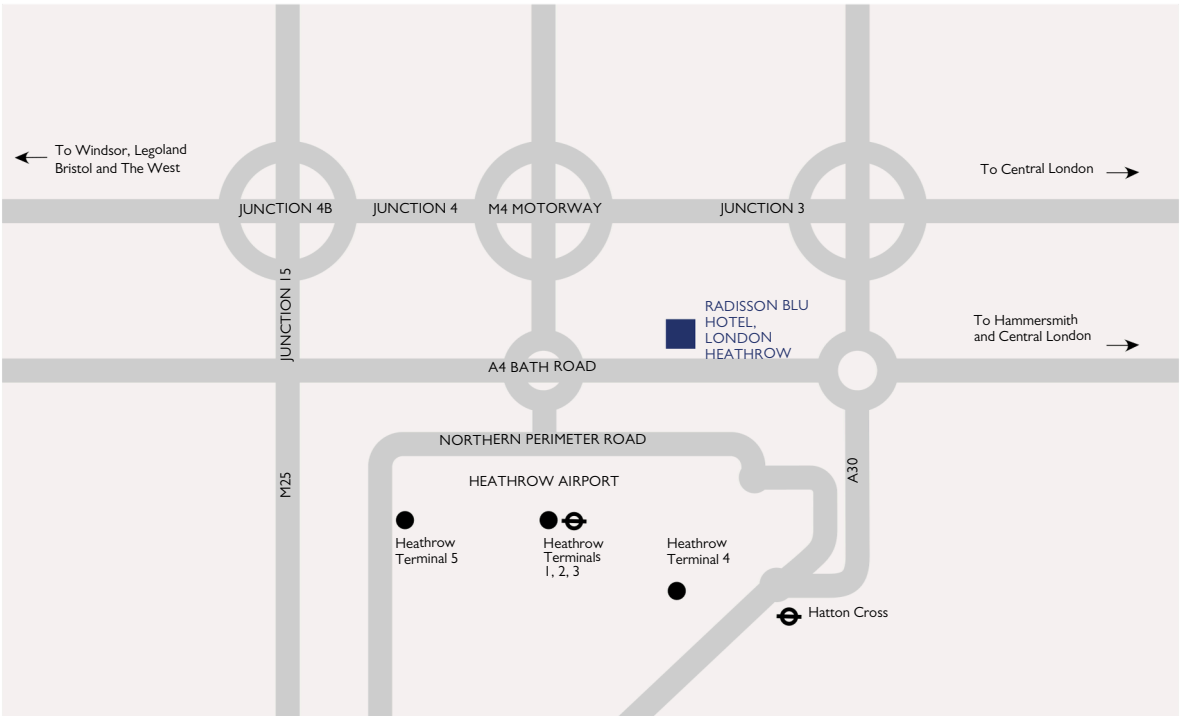 To Windsor, Legoland
Bristol and The West
To Central London
JUNCTION 4B
JUNCTION 4
M4 MOTORWAY
JUNCTION 3
JUNCTION 15
RADISSON BLU
HOTEL,
LONDON
HEATHROW
To Hammersmith
and Central London
A4 BATH ROAD
NORTHERN PERIMETER ROAD
M25
A30
HEATHROW AIRPORT
Heathrow
Terminal 5
Heathrow
Terminals
1, 2, 3
Heathrow
Terminal 4
Hatton Cross